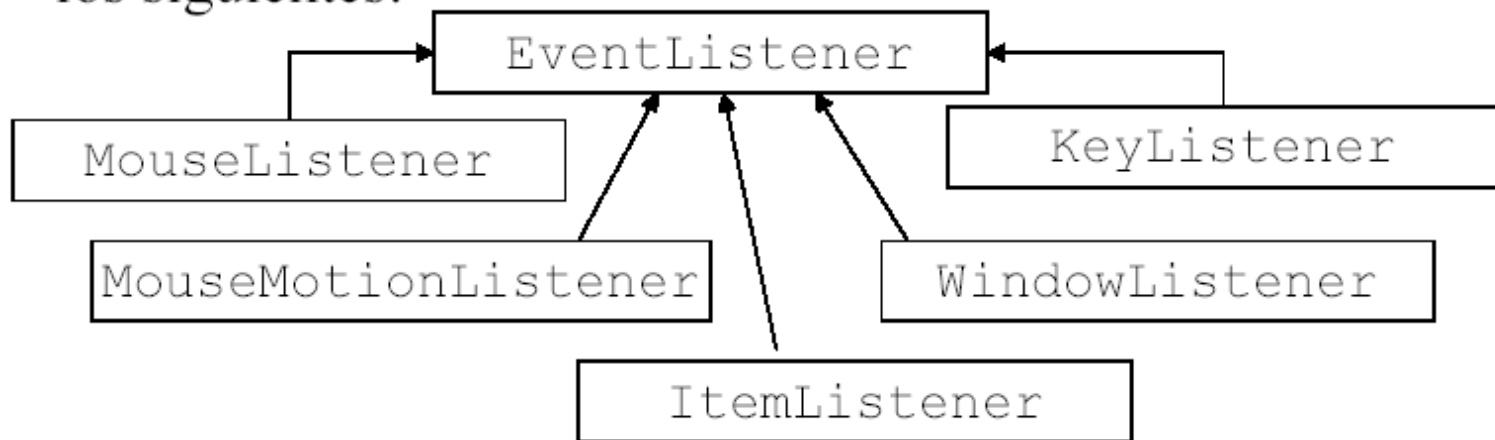 los siguientes:
EventListener
MouseListener
KeyListener
MouseMotionListener
WindowListener
ItemListener